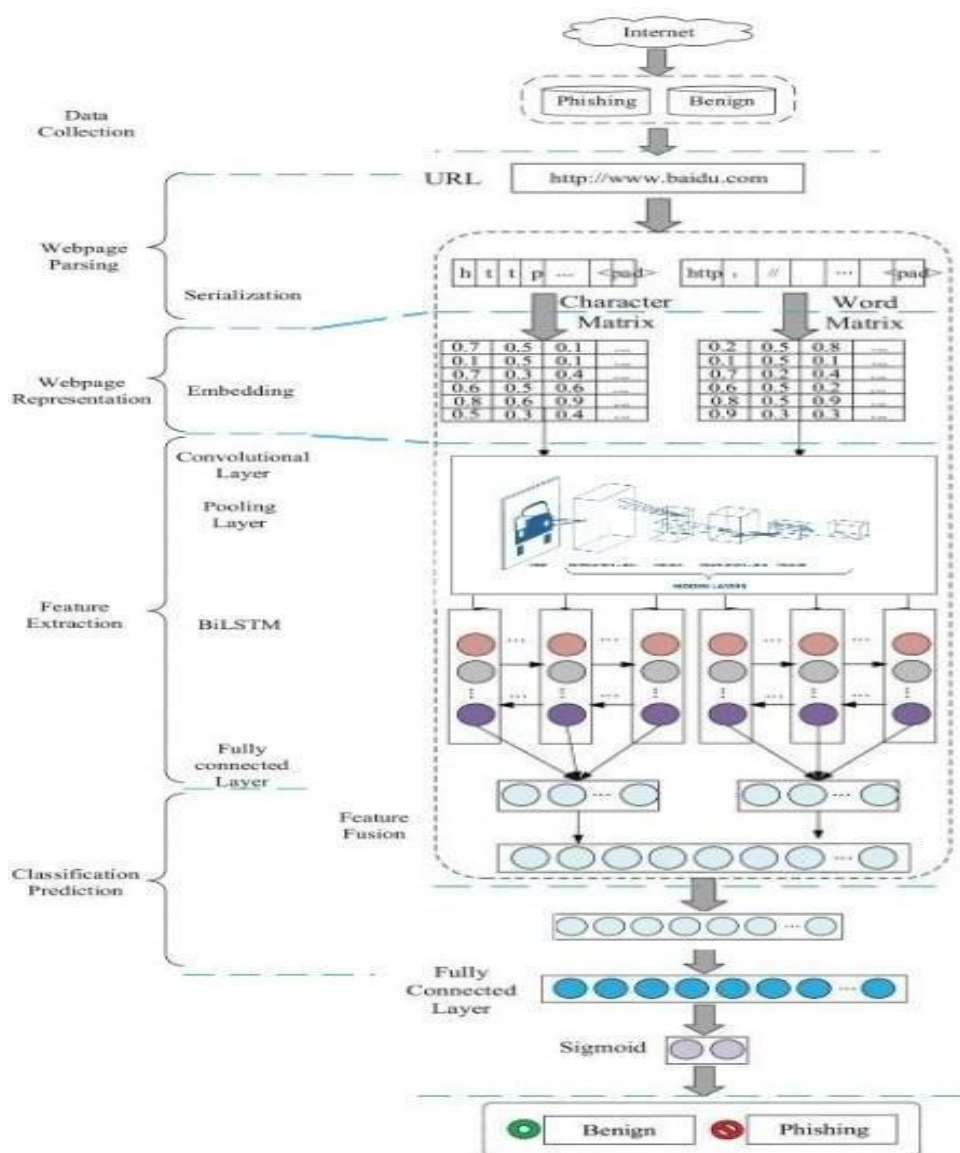 Internet
Phishing
Benign
Data
Collection
URL
http://www.baidu.com
Webpage
Parsing
Serialization
h t t p ... <pad>
http , // ... <pad>
Character
Matrix
Word
Matrix
0.7 0.5 0.1 ....
0.1 0.5 0.1 ....
0.7 0.3 0.4 ....
0.6 0.5 0.6 ....
0.8 0.6 0.9 ....
0.5 0.3 0.4 ....
0.2 0.5 0.8 ....
0.1 0.5 0.1 ....
0.7 0.2 0.4 ....
0.6 0.5 0.2 ....
0.8 0.5 0.9 ....
0.9 0.3 0.3 ....
Webpage
Representation
Embedding
Convolutional
Layer
Pooling
Layer
HIDDEN LAYERS
Feature
Extraction
BiLSTM
Fully
connected
Layer
Feature
Fusion
Classification
Prediction
Fully
Connected
Layer
Sigmoid
Benign
Phishing